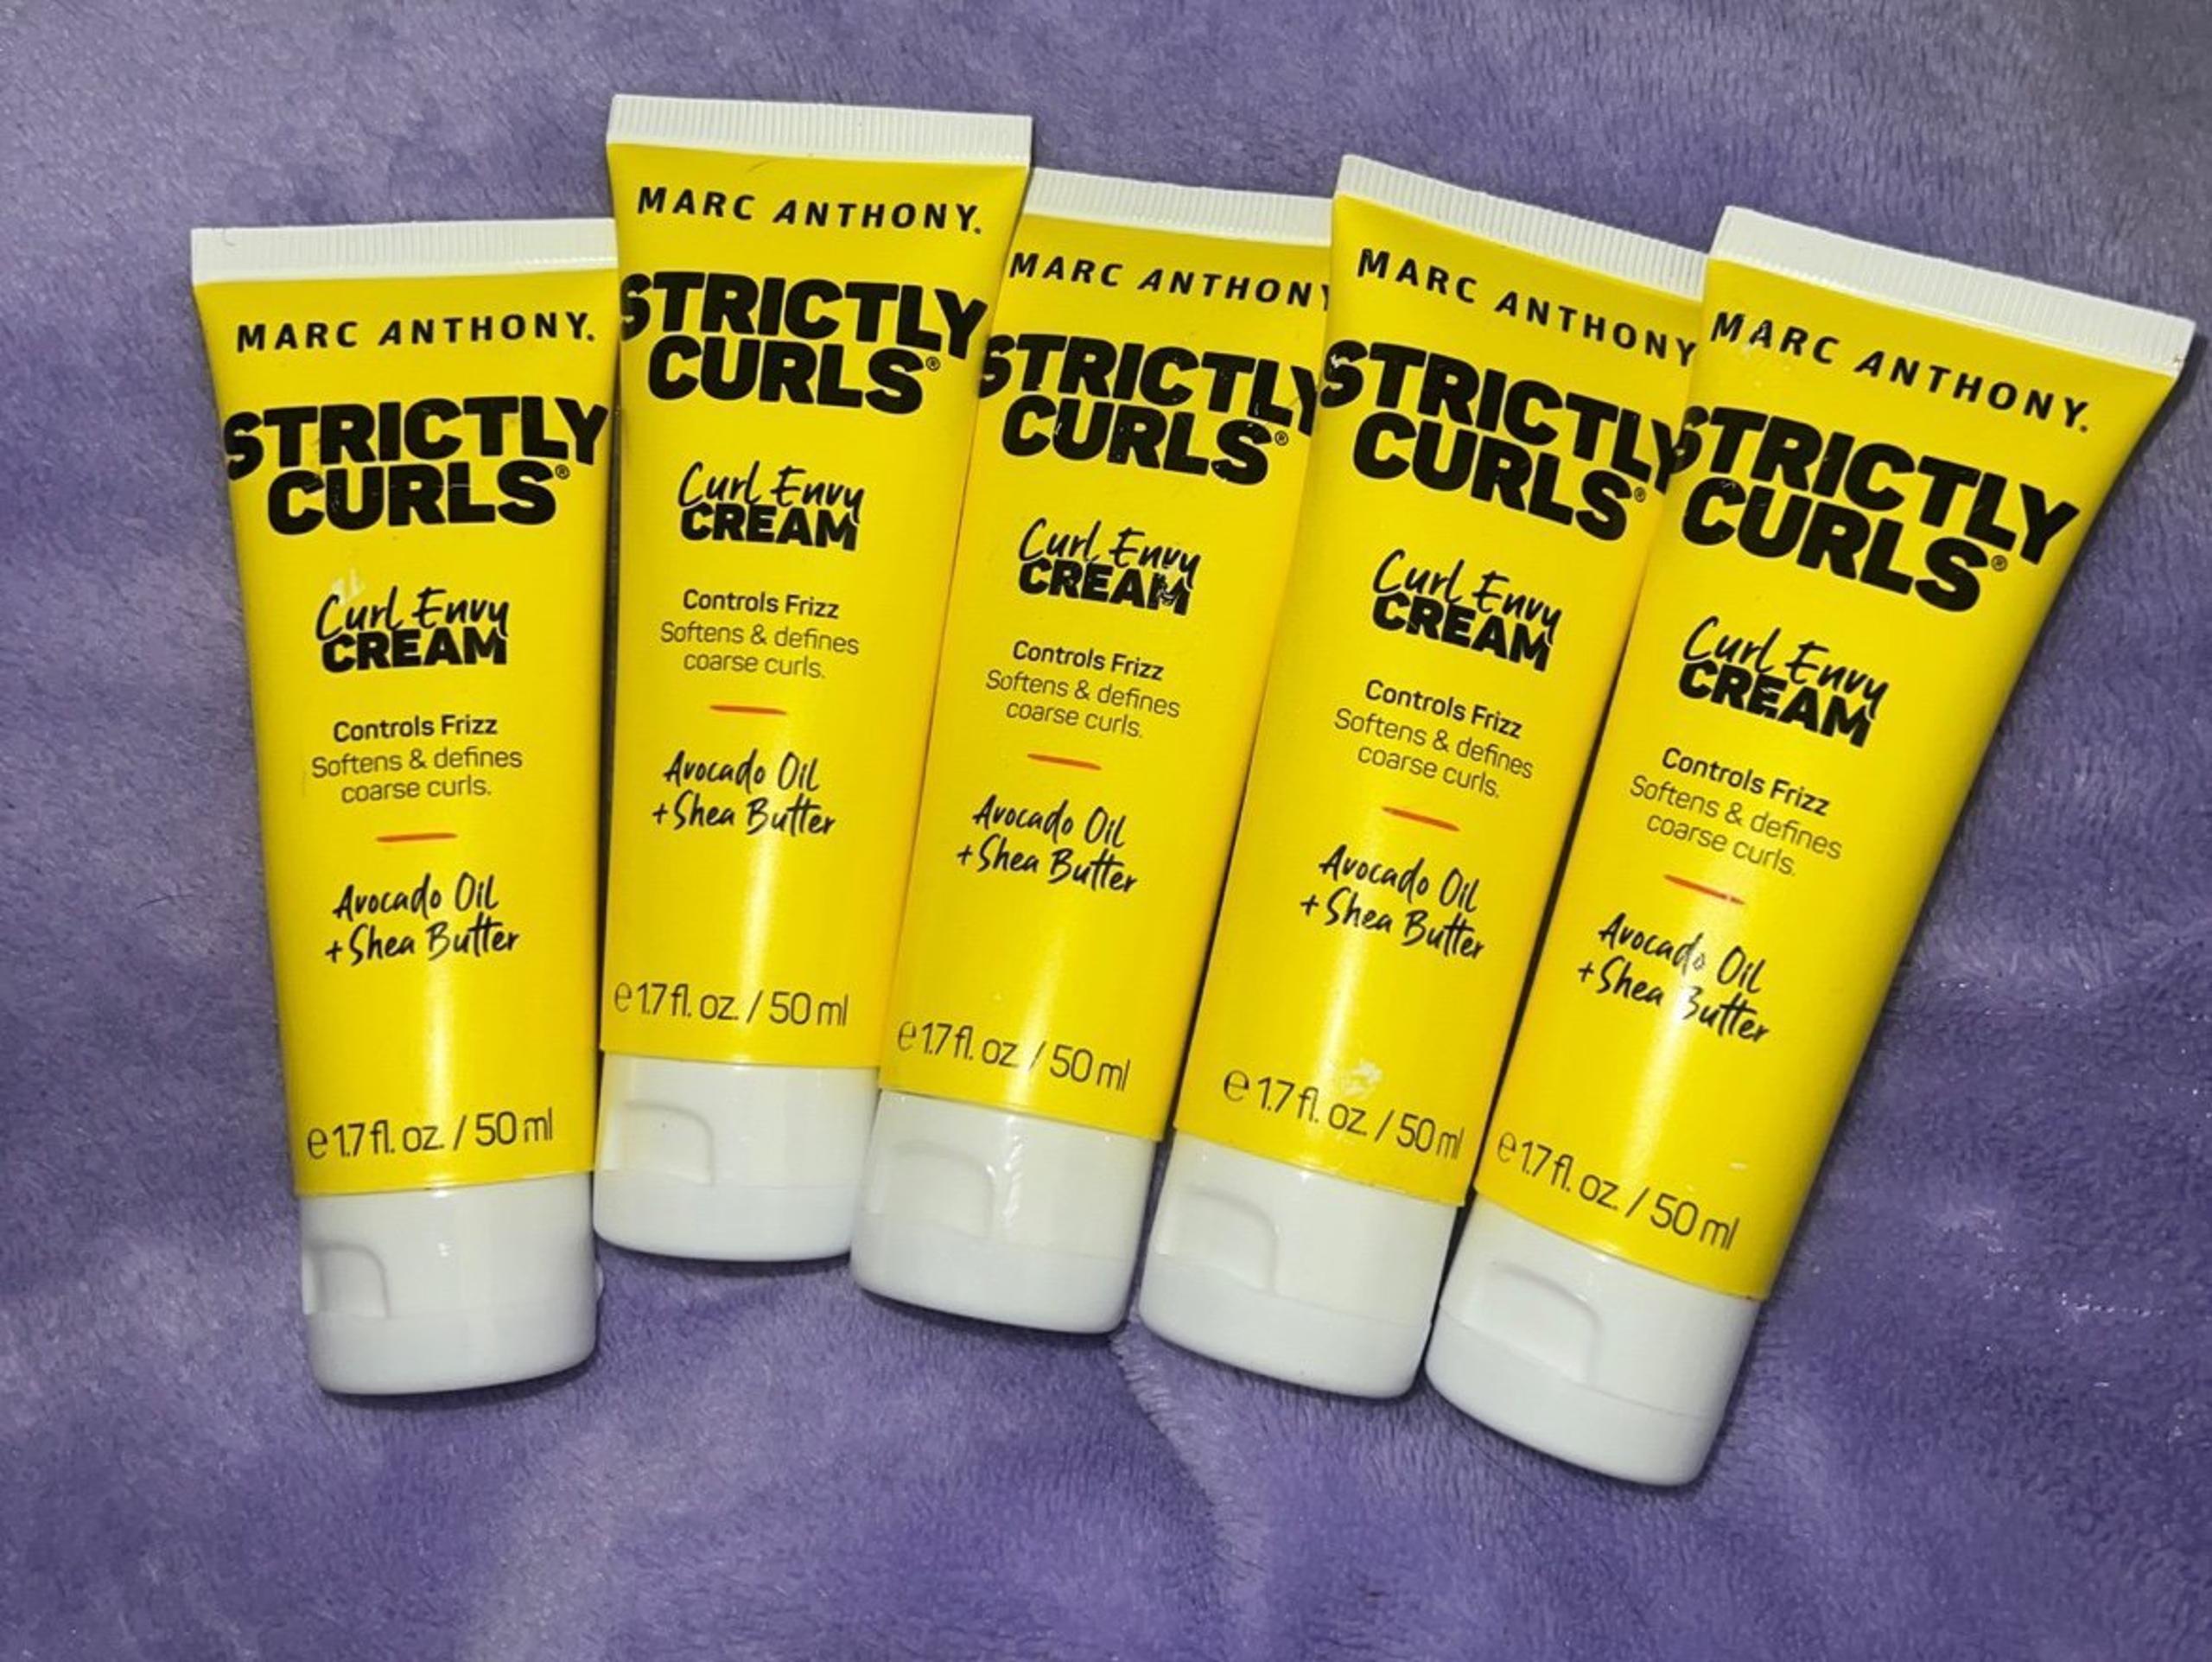 MARC ANTHONY.
STRICTLY
CURLS®
Curl Envy
CREAM
Controls Frizz
Softens & defines
coarse curls.
Avocado Oil
+ Shea Butter
℮ 1.7 fl. oz. / 50 ml
MARC ANTHONY.
STRICTLY
CURLS®
Curl Envy
CREAM
Controls Frizz
Softens & defines
coarse curls.
Avocado Oil
+ Shea Butter
℮ 1.7 fl. oz. / 50 ml
MARC ANTHONY
STRICTLY
CURLS®
Curl Envy
CREAM
Controls Frizz
Softens & defines
coarse curls.
Avocado Oil
+ Shea Butter
℮ 1.7 fl. oz. / 50 ml
MARC ANTHONY
STRICTLY
CURLS®
Curl Envy
CREAM
Controls Frizz
Softens & defines
coarse curls.
Avocado Oil
+ Shea Butter
℮ 1.7 fl. oz. / 50 ml
MARC ANTHONY.
STRICTLY
CURLS®
Curl Envy
CREAM
Controls Frizz
Softens & defines
coarse curls.
Avocado Oil
+ Shea Butter
℮ 1.7 fl. oz. / 50 ml